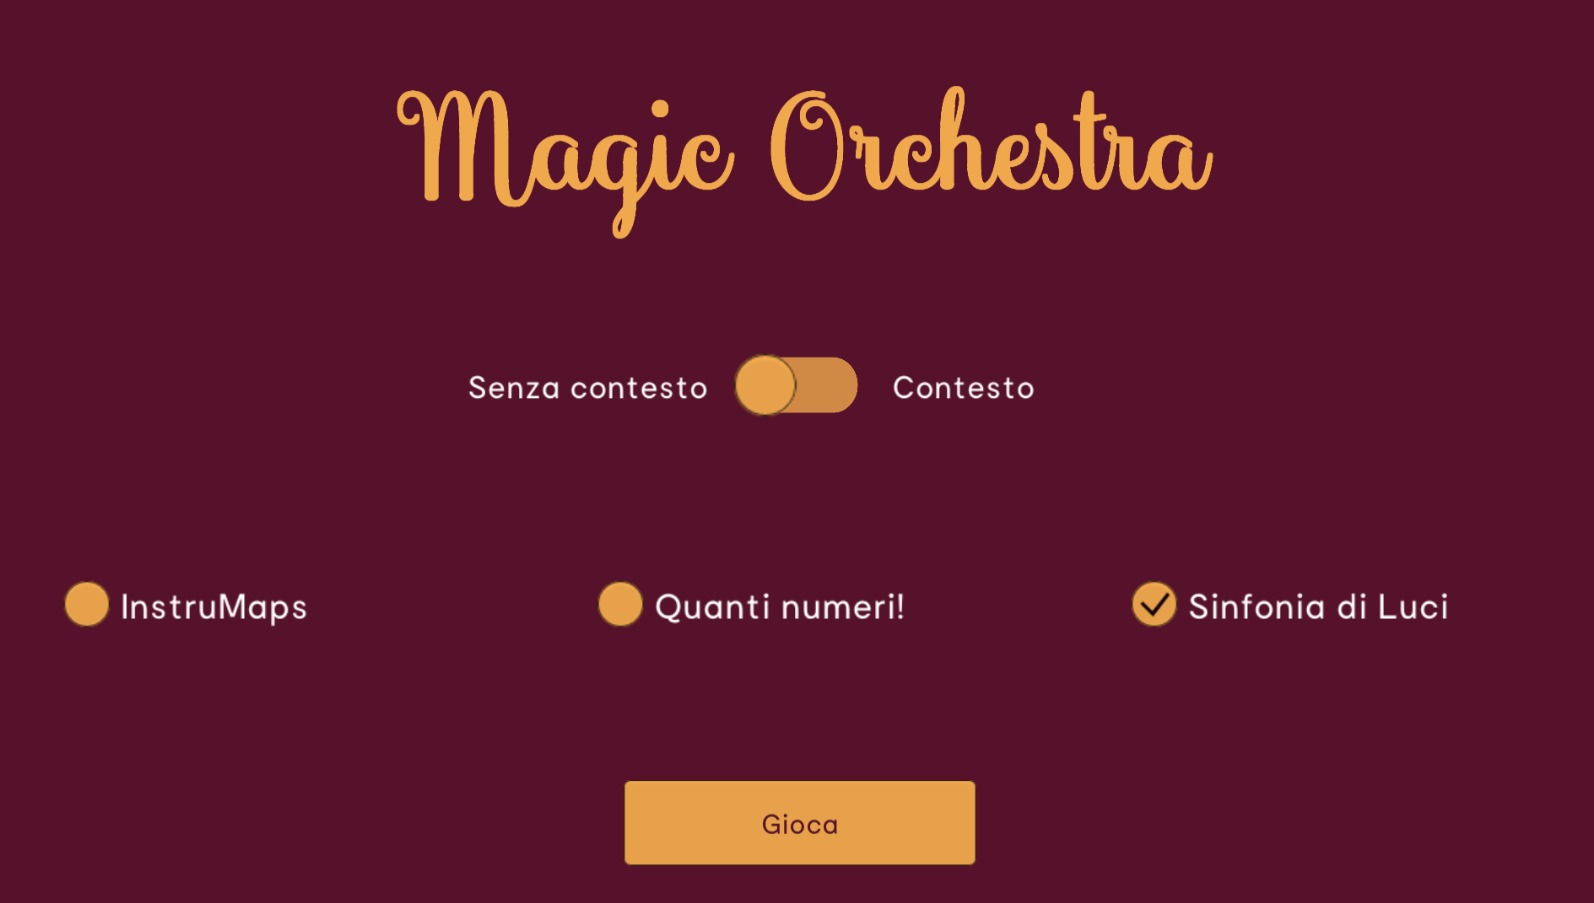 Magic Orchestra
Senza contesto Contesto
InstruMaps Quanti numeri! Sinfonia di Luci
Gioca